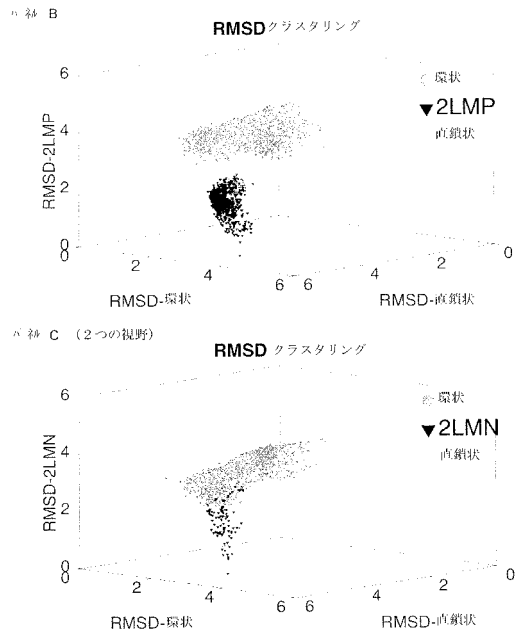 パネル B
RMSDクラスタリング
環状
▼2LMP
直鎖状
RMSD-2LMP
6
4
2
0
0
2
4
6
6
4
2
0
RMSD-環状
RMSD-直鎖状
パネル C (2つの視野)
RMSD クラスタリング
環状
▼2LMN
直鎖状
RMSD-2LMN
6
4
2
0
0
2
4
6
6
4
2
0
RMSD-環状
RMSD-直鎖状